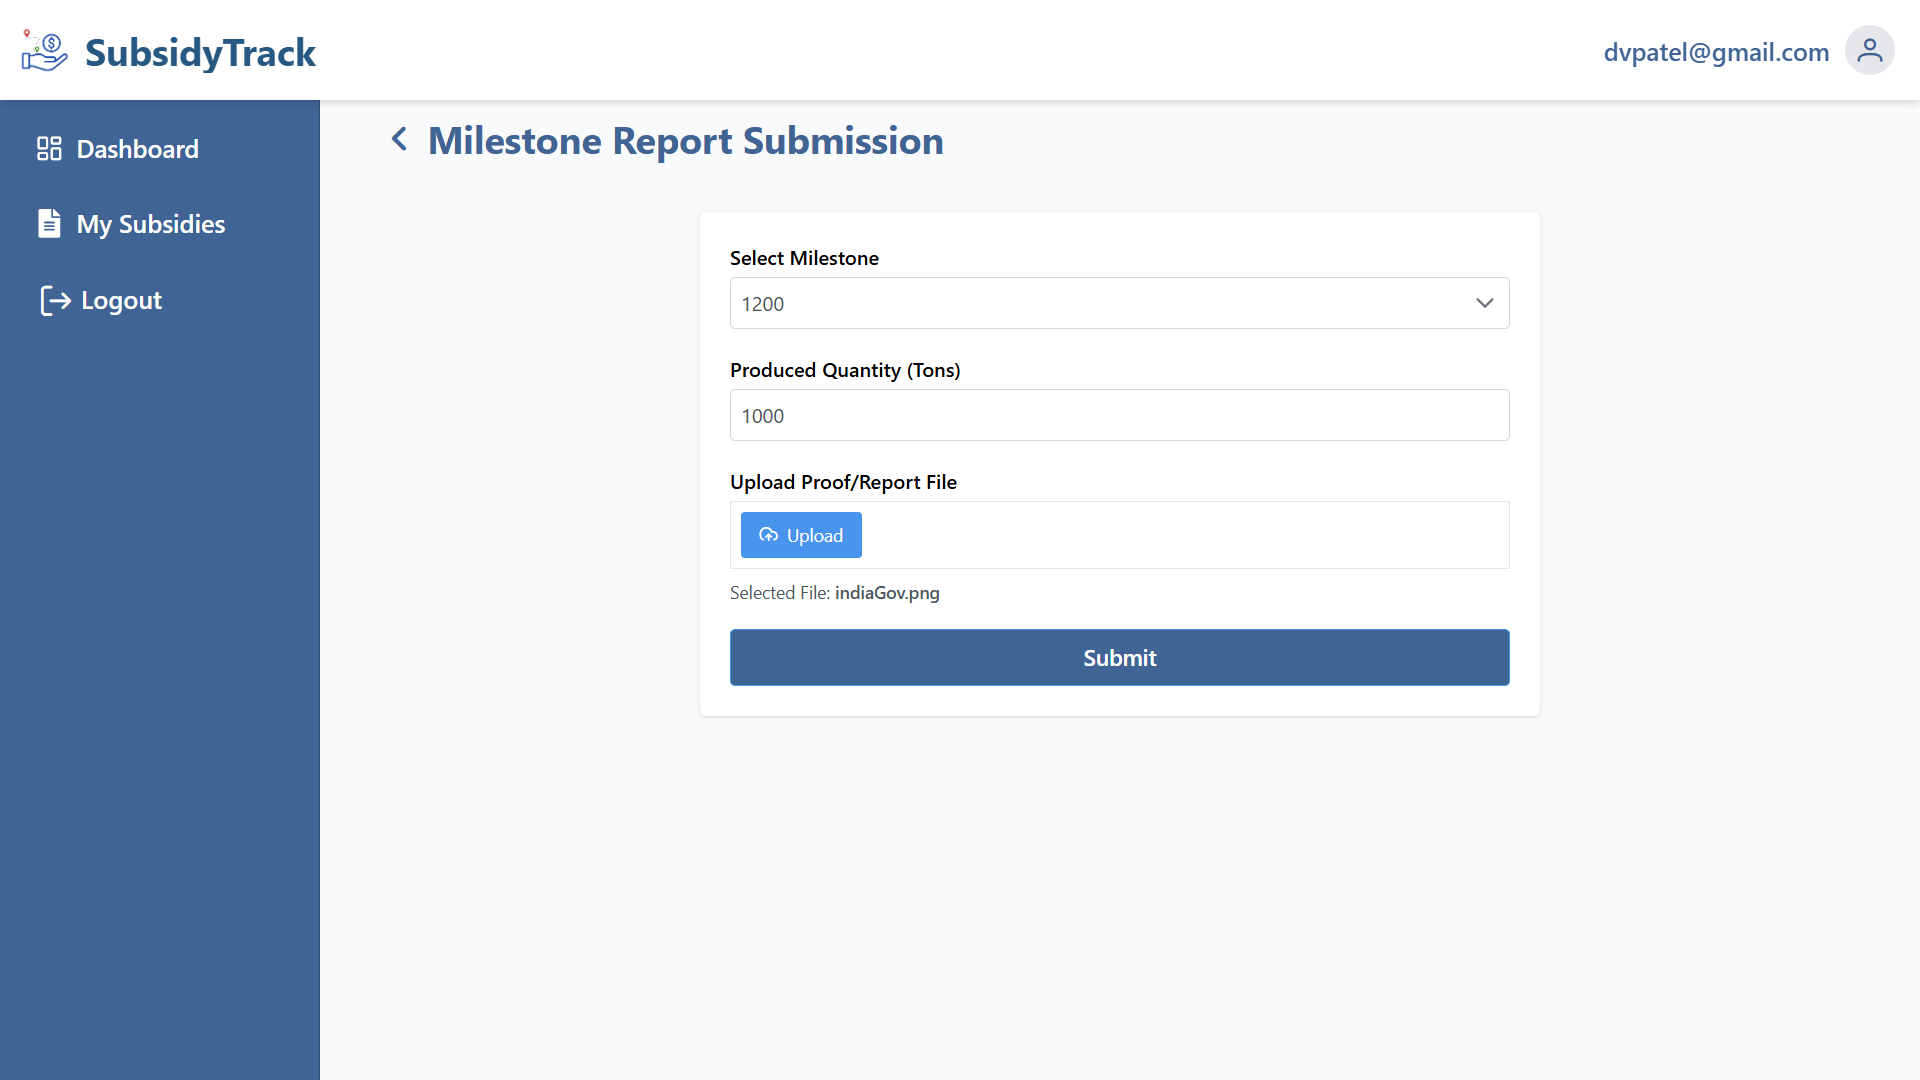 SubsidyTrack
dvpatel@gmail.com
Dashboard
My Subsidies
Logout
Milestone Report Submission
Select Milestone
1200
Produced Quantity (Tons)
1000
Upload Proof/Report File
Upload
Selected File: indiaGov.png
Submit